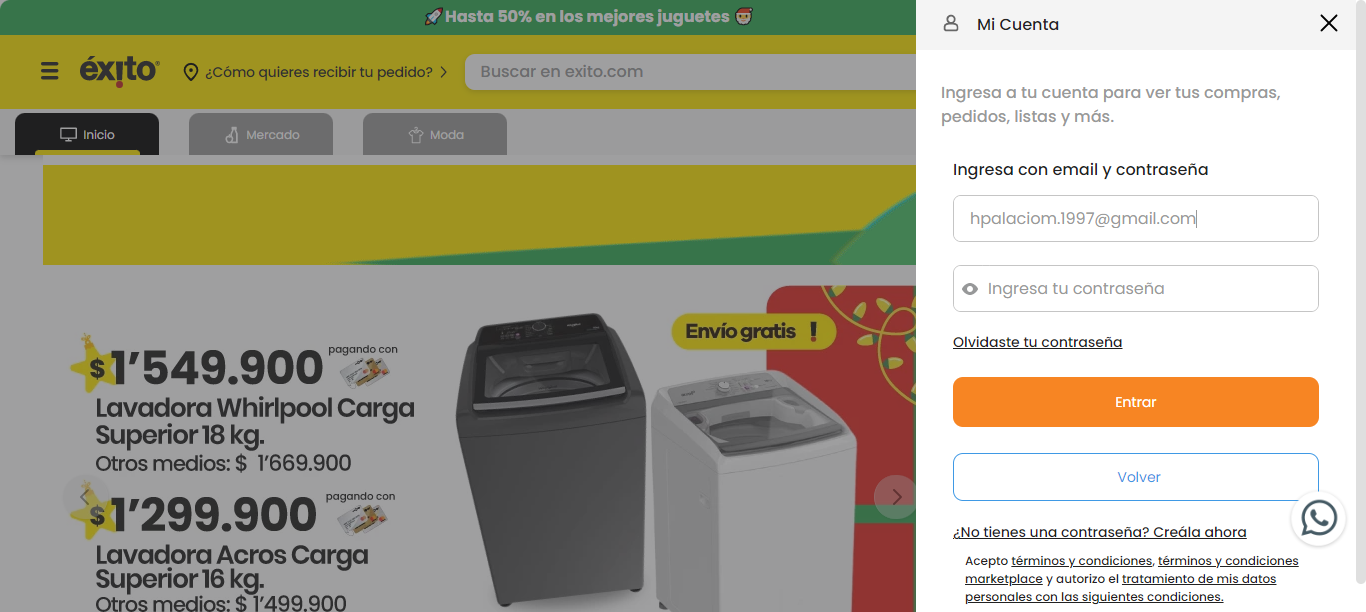 Hasta 50% en los mejores juguetes
Mi Cuenta
éxito
¿Cómo quieres recibir tu pedido?
Buscar en exito.com
Inicio
Mercado
Moda
Ingresa a tu cuenta para ver tus compras,
pedidos, listas y más.
Ingresa con email y contraseña
hpalaciom.1997@gmail.com
Ingresa tu contraseña
Olvidaste tu contraseña
Entrar
Volver
¿No tienes una contraseña? Creála ahora
Acepto términos y condiciones, términos y condiciones
marketplace y autorizo el tratamiento de mis datos
personales con las siguientes condiciones.
Envío gratis !
$1'549.900
pagando con
Lavadora Whirlpool Carga
Superior 18 kg.
Otros medios: $ 1'669.900
$1'299.900
pagando con
Lavadora Acros Carga
Superior 16 kg.
Otros medios: $ 1'499.900